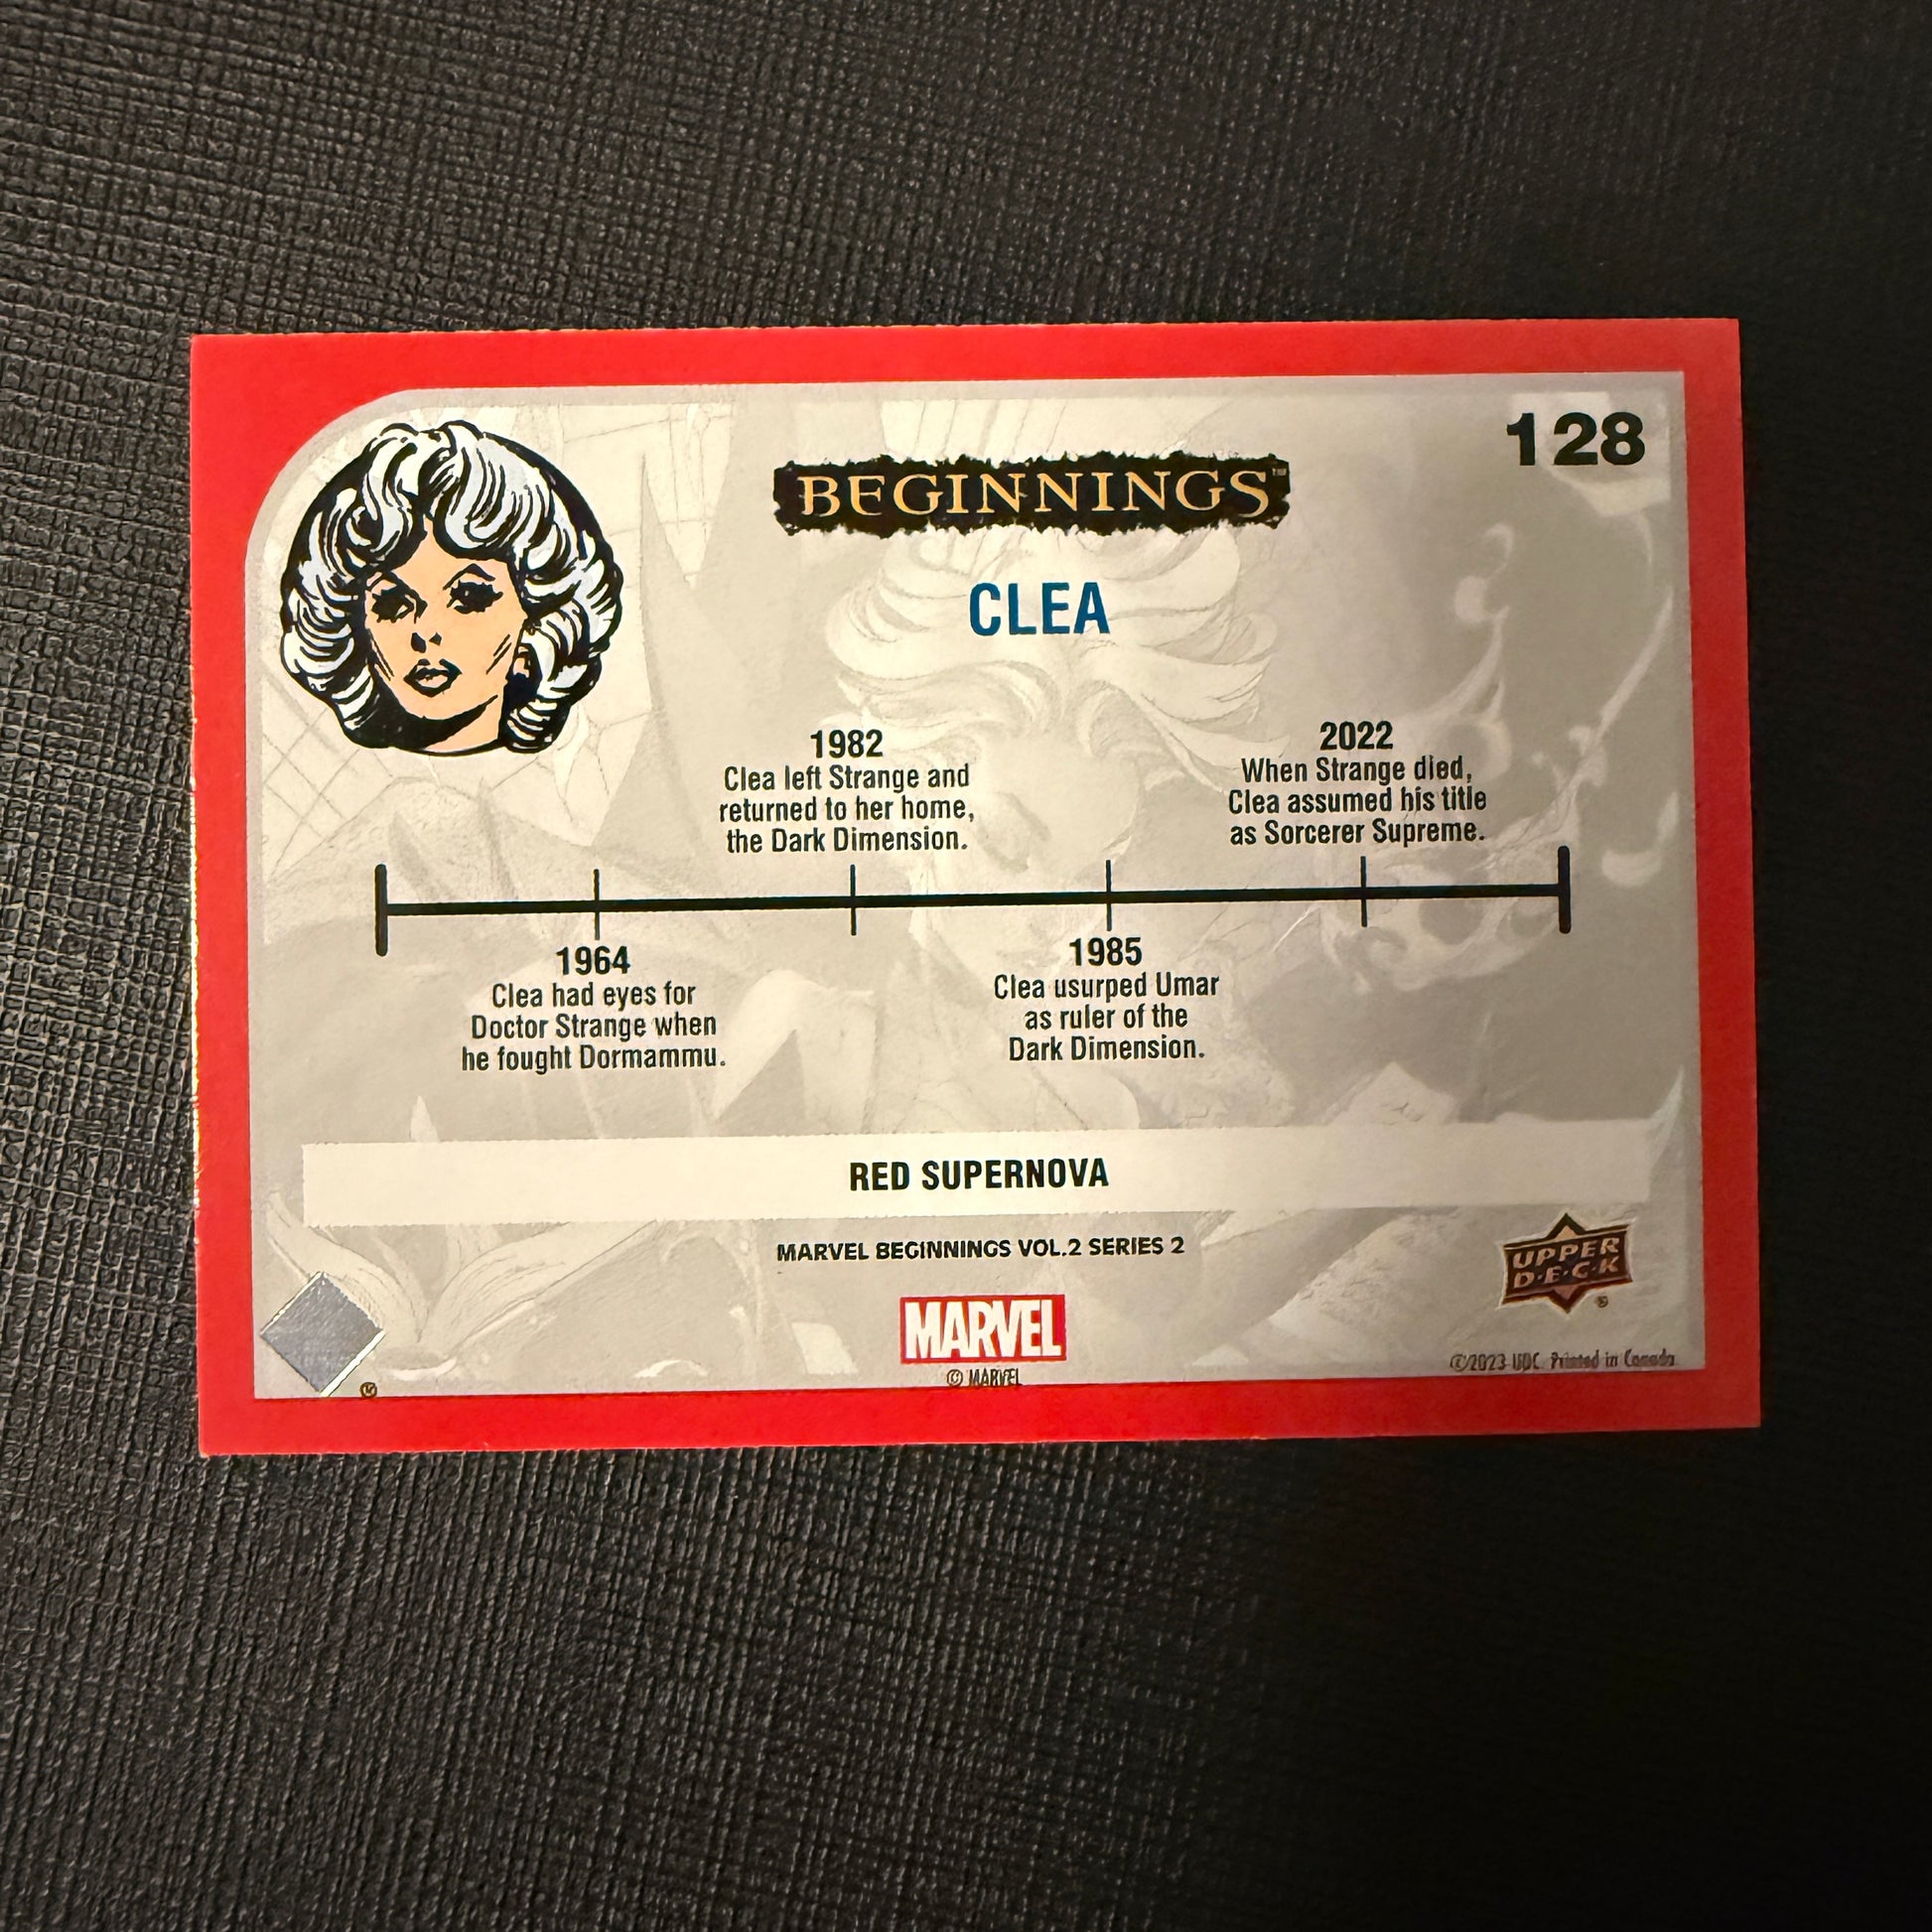 128
BEGINNINGS™
CLEA
1982
Clea left Strange and
returned to her home,
the Dark Dimension.
2022
When Strange died,
Clea assumed his title
as Sorcerer Supreme.
1964
Clea had eyes for
Doctor Strange when
he fought Dormammu.
1985
Clea usurped Umar
as ruler of the
Dark Dimension.
RED SUPERNOVA
MARVEL BEGINNINGS VOL.2 SERIES 2
UPPER
D·E·C·K
®
MARVEL
© MARVEL
©2023 UDC. Printed in Canada